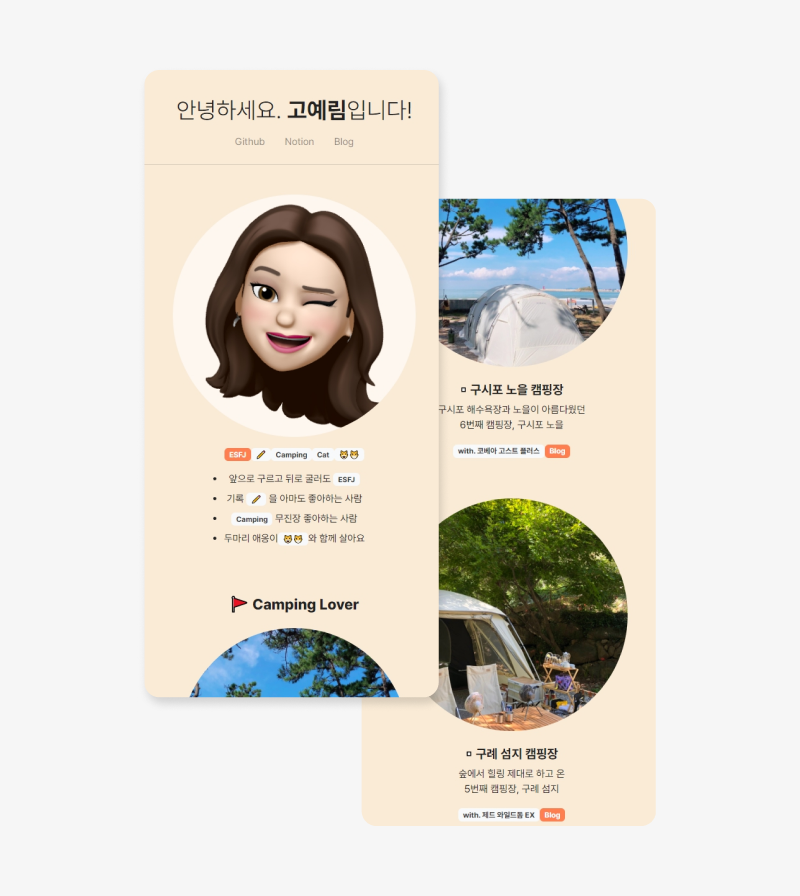 안녕하세요. 고예림입니다!
Github Notion Blog
ESFJ Camping Cat
앞으로 구르고 뒤로 굴러도 ESFJ
기록 을 아마도 좋아하는 사람
Camping 무진장 좋아하는 사람
두마리 애옹이 와 함께 살아요
Camping Lover
구시포 노을 캠핑장
구시포 해수욕장과 노을이 아름다웠던
6번째 캠핑장, 구시포 노을
with. 코베아 고스트 플러스 Blog
구례 섬지 캠핑장
숲에서 힐링 제대로 하고 온
5번째 캠핑장, 구례 섬지
with. 제드 와일드돔 EX Blog